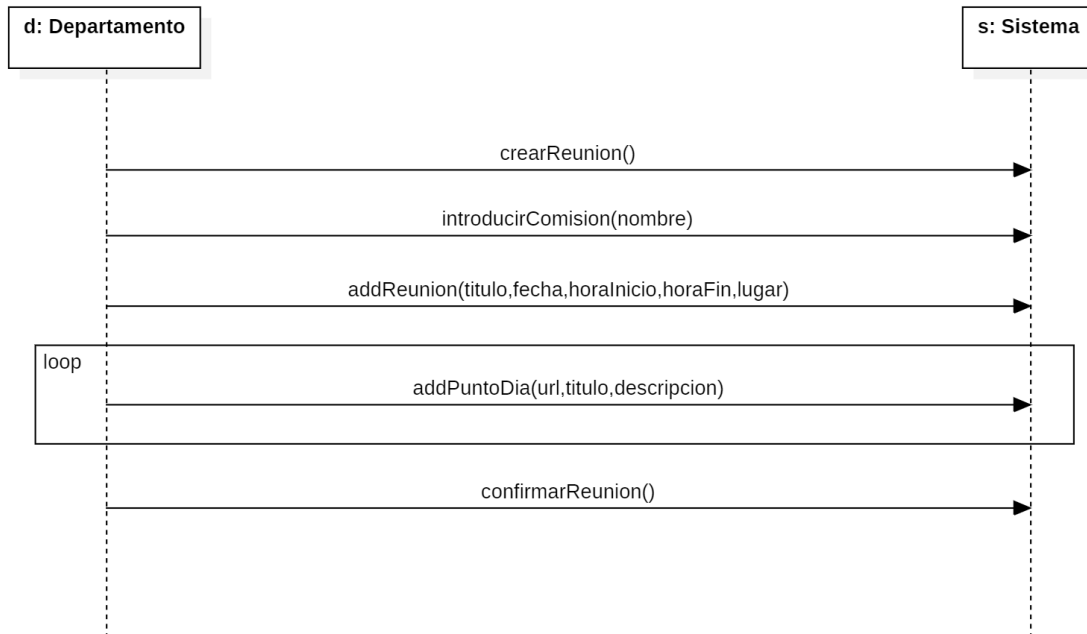 d: Departamento
s: Sistema
crearReunion()
introducirComision(nombre)
addReunion(titulo,fecha,horaInicio,horaFin,lugar)
loop
addPuntoDia(url,titulo,descripcion)
confirmarReunion()